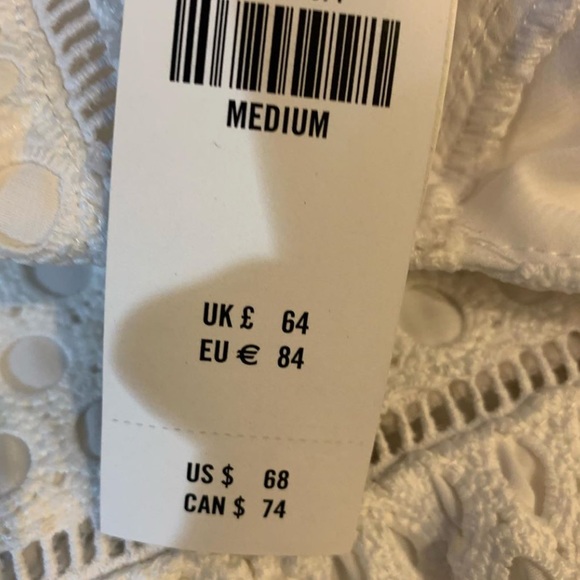 MEDIUM
UK £ 64
EU € 84
US $ 68
CAN $ 74